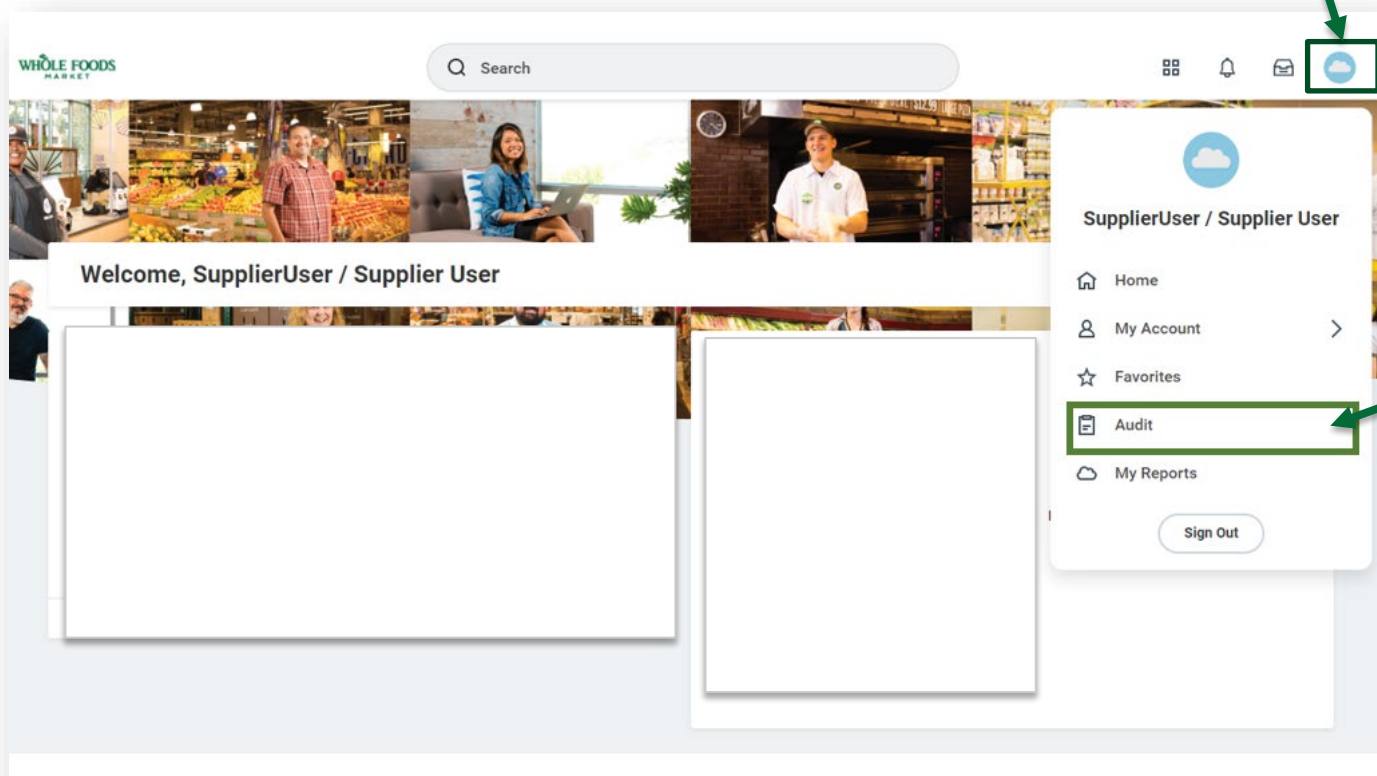 WHOLE FOODS
MARKET
Search
SupplierUser / Supplier User
Welcome, SupplierUser / Supplier User
Home
My Account
Favorites
Audit
My Reports
Sign Out